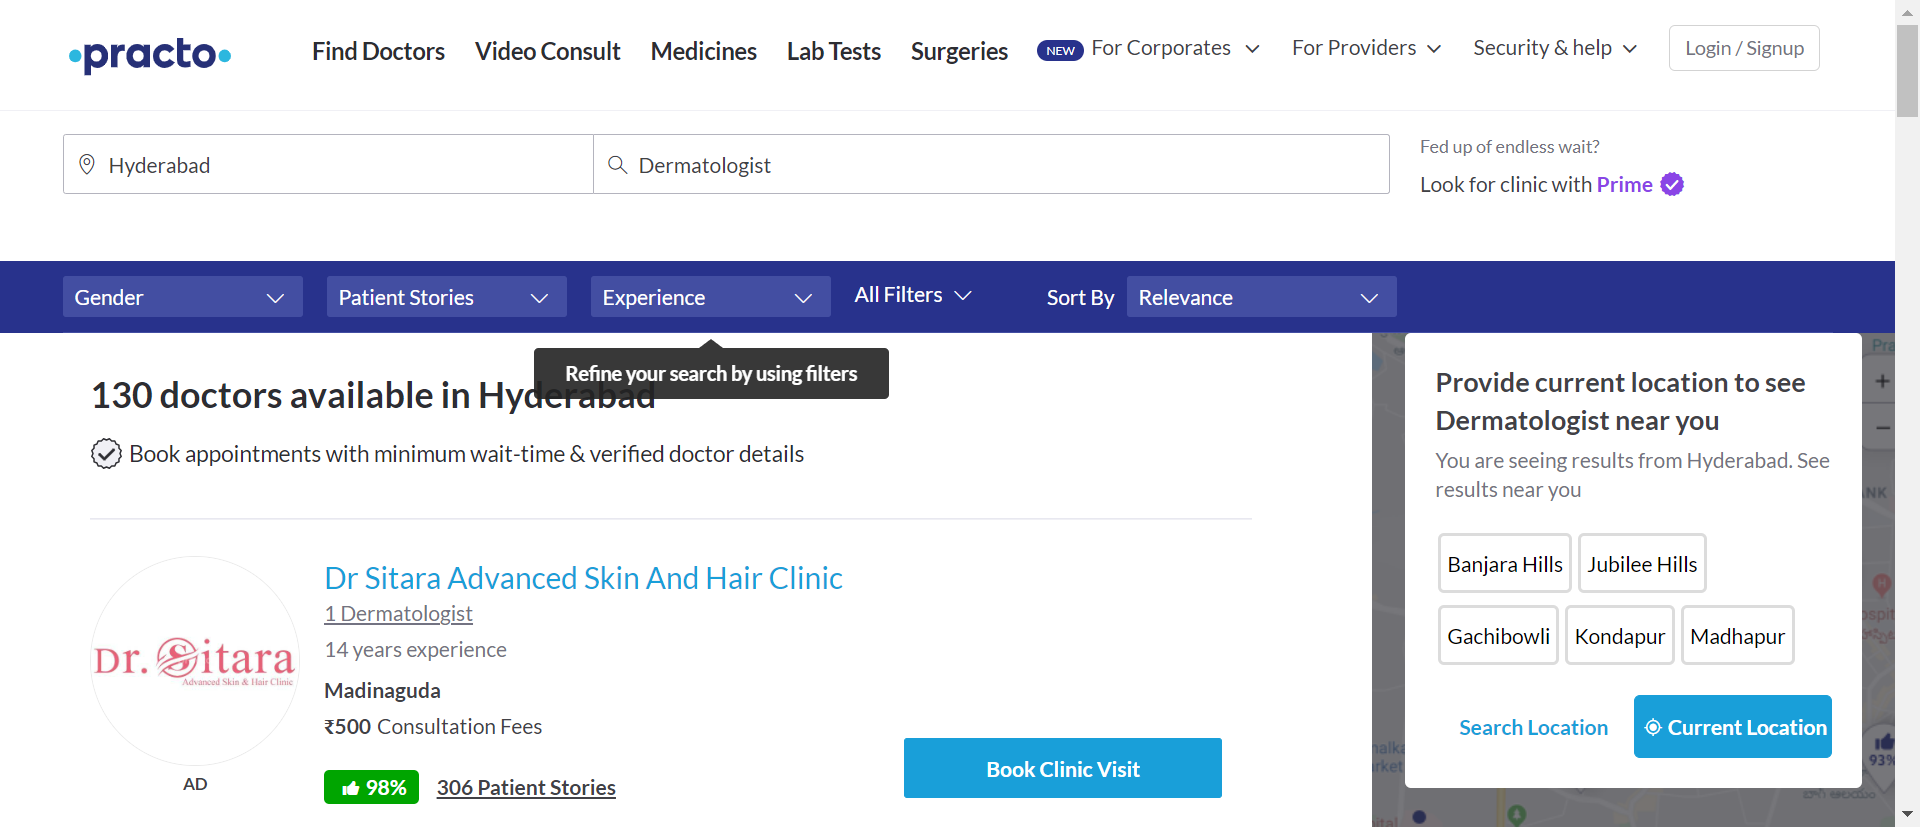 practo
Find Doctors Video Consult Medicines Lab Tests Surgeries NEW For Corporates For Providers Security & help Login / Signup
Hyderabad Dermatologist
Fed up of endless wait?
Look for clinic with Prime
Gender Patient Stories Experience All Filters Sort By Relevance
Refine your search by using filters
130 doctors available in Hyderabad
Book appointments with minimum wait-time & verified doctor details
Dr. Sitara
Advanced Skin & Hair Clinic
AD
Dr Sitara Advanced Skin And Hair Clinic
1 Dermatologist
14 years experience
Madinaguda
₹500 Consultation Fees
98% 306 Patient Stories
Book Clinic Visit
Provide current location to see
Dermatologist near you
You are seeing results from Hyderabad. See
results near you
Banjara Hills Jubilee Hills
Gachibowli Kondapur Madhapur
Search Location Current Location
93%